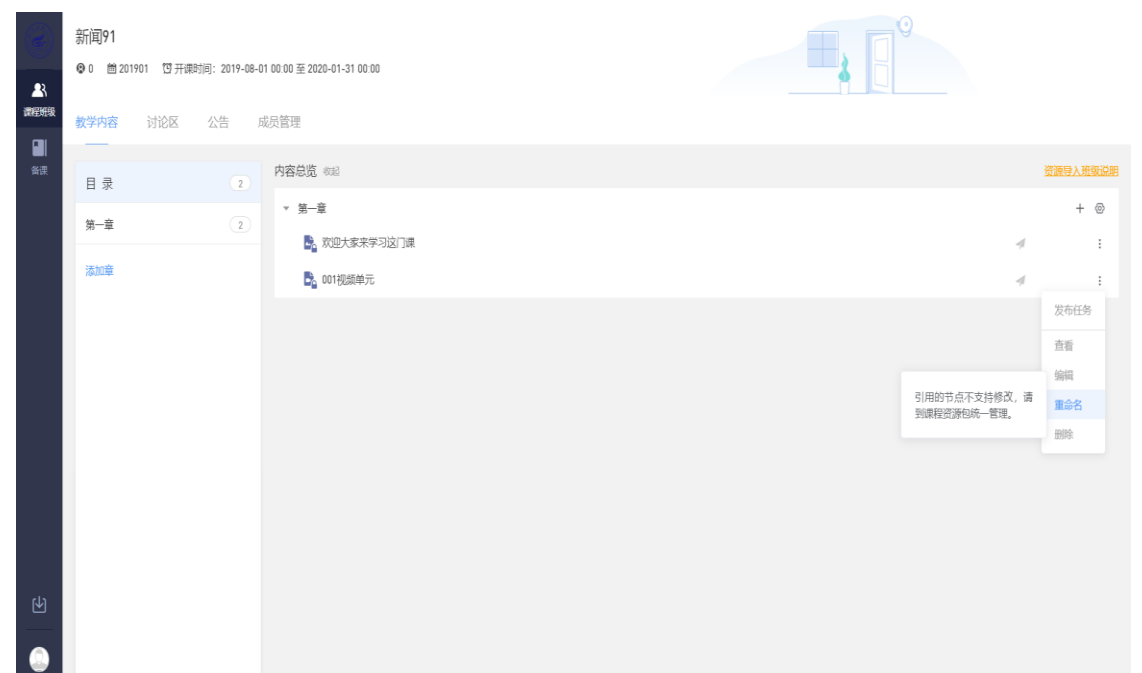 新闻91
0 201901 开课时间：2019-08-01 00:00 至 2020-01-31 00:00
课程班级
教学内容 讨论区 公告 成员管理
备课
目 录 2
内容总览 收起 资源导入班级说明
第一章
第一章 2
欢迎大家来学习这门课
添加章
001视频单元
发布任务
查看
编辑
引用的节点不支持修改，请
到课程资源包统一管理。
重命名
删除